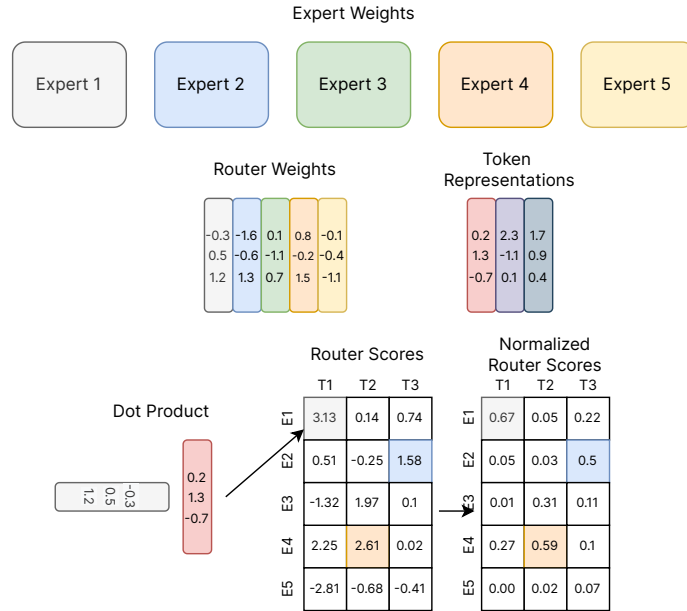 Expert Weights
Expert 1 Expert 2 Expert 3 Expert 4 Expert 5
Router Weights
Token
Representations
-0.3 -1.6 0.1 0.8 -0.1
0.5 -0.6 -1.1 -0.2 -0.4
1.2 1.3 0.7 1.5 -1.1
0.2 2.3 1.7
1.3 -1.1 0.9
-0.7 0.1 0.4
Dot Product
-0.3
0.5
1.2
0.2
1.3
-0.7
Router Scores
T1 T2 T3
E1 3.13 0.14 0.74
E2 0.51 -0.25 1.58
E3 -1.32 1.97 0.1
E4 2.25 2.61 0.02
E5 -2.81 -0.68 -0.41
Normalized
Router Scores
T1 T2 T3
E1 0.67 0.05 0.22
E2 0.05 0.03 0.5
E3 0.01 0.31 0.11
E4 0.27 0.59 0.1
E5 0.00 0.02 0.07